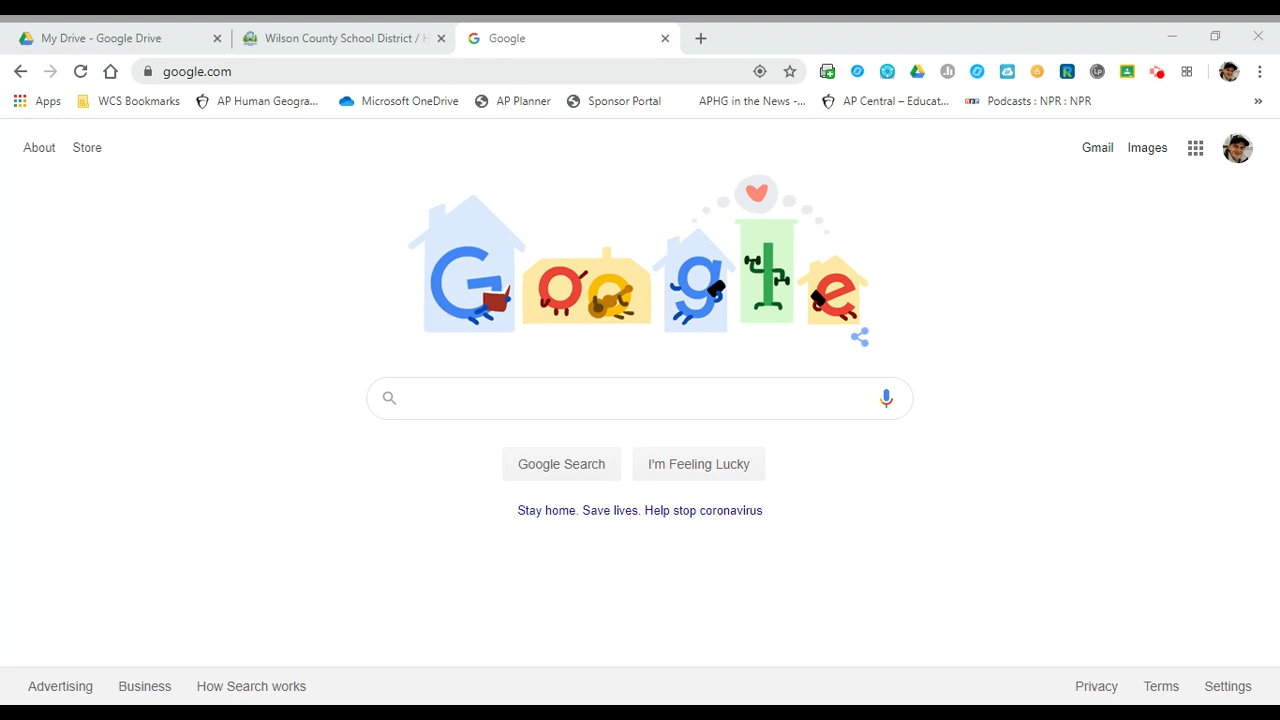 My Drive - Google Drive
Wilson County School District / H
Google
google.com
Apps
WCS Bookmarks
AP Human Geogra...
Microsoft OneDrive
AP Planner
Sponsor Portal
APHG in the News -...
AP Central – Educat...
Podcasts : NPR : NPR
»
About
Store
Gmail
Images
Google
Google Search
I'm Feeling Lucky
Stay home. Save lives. Help stop coronavirus
Advertising
Business
How Search works
Privacy
Terms
Settings